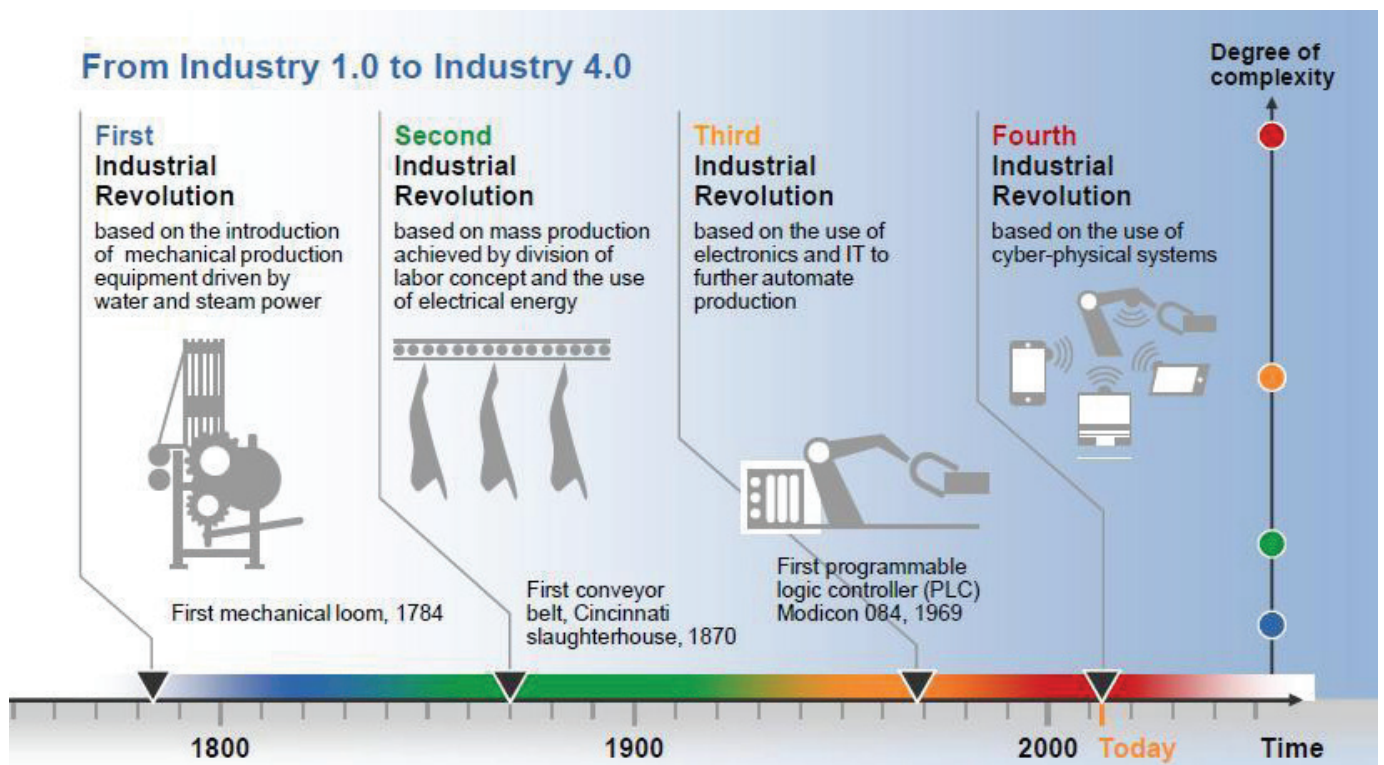 From Industry 1.0 to Industry 4.0
Degree of
complexity
First
Industrial
Revolution
based on the introduction
of mechanical production
equipment driven by
water and steam power
Second
Industrial
Revolution
based on mass production
achieved by division of
labor concept and the use
of electrical energy
Third
Industrial
Revolution
based on the use of
electronics and IT to
further automate
production
Fourth
Industrial
Revolution
based on the use of
cyber-physical systems
First mechanical loom, 1784
First conveyor
belt, Cincinnati
slaughterhouse, 1870
First programmable
logic controller (PLC)
Modicon 084, 1969
1800
1900
2000
Today
Time